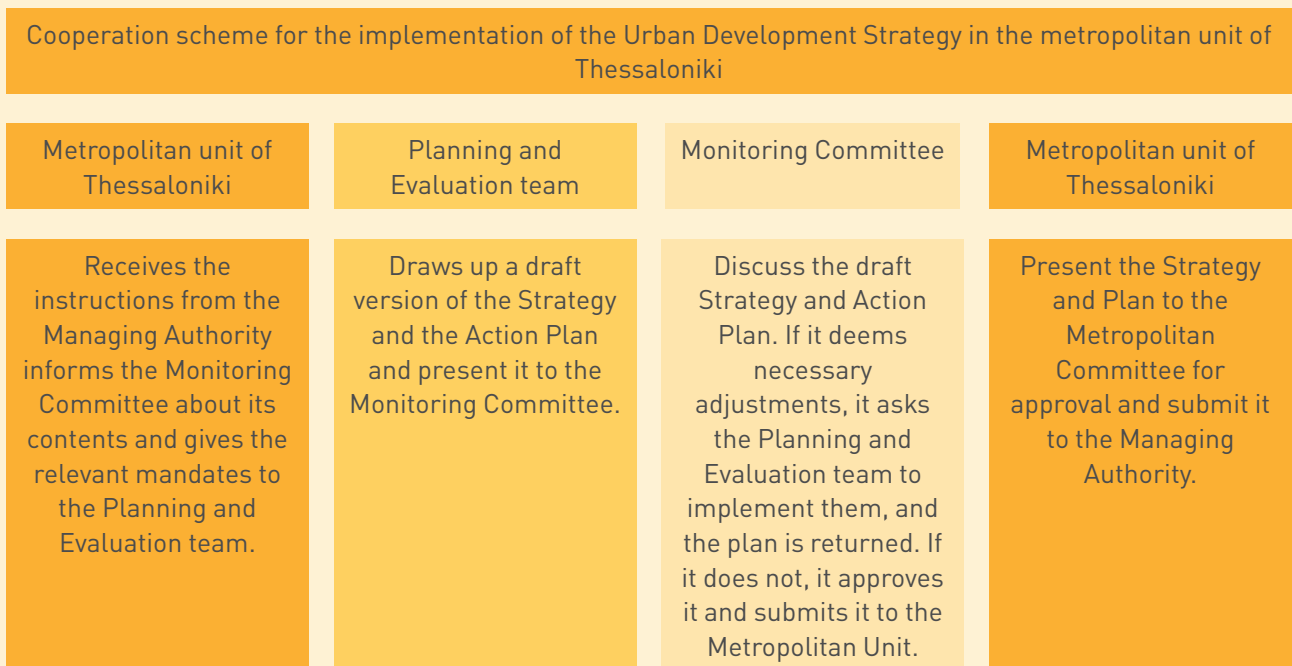 Cooperation scheme for the implementation of the Urban Development Strategy in the metropolitan unit of
Thessaloniki
Metropolitan unit of
Thessaloniki
Receives the
instructions from the
Managing Authority
informs the Monitoring
Committee about its
contents and gives the
relevant mandates to
the Planning and
Evaluation team.
Planning and
Evaluation team
Draws up a draft
version of the Strategy
and the Action Plan
and present it to the
Monitoring Committee.
Monitoring Committee
Discuss the draft
Strategy and Action
Plan. If it deems
necessary
adjustments, it asks
the Planning and
Evaluation team to
implement them, and
the plan is returned. If
it does not, it approves
it and submits it to the
Metropolitan Unit.
Metropolitan unit of
Thessaloniki
Present the Strategy
and Plan to the
Metropolitan
Committee for
approval and submit it
to the Managing
Authority.